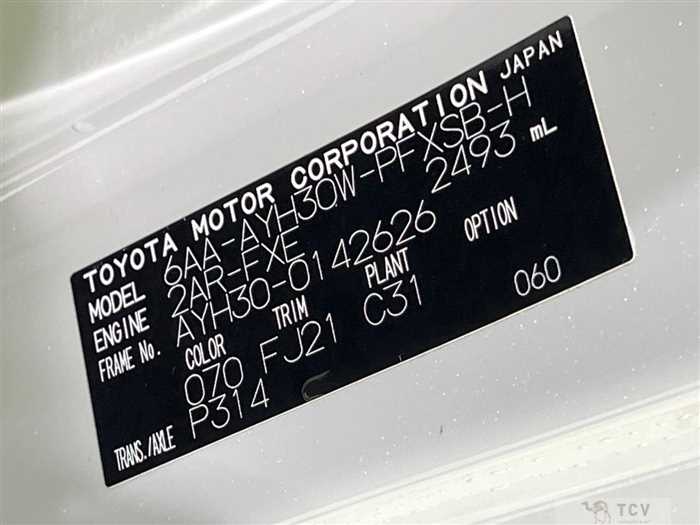 TOYOTA MOTOR CORPORATION JAPAN
MODEL 6AA-AYH30W-PFXSB-H
ENGINE 2AR-FXE 2493 mL
FRAME No. AYH30-0142626
COLOR TRIM PLANT OPTION
070 FJ21 C31 060
TRANS./AXLE P314
TCV